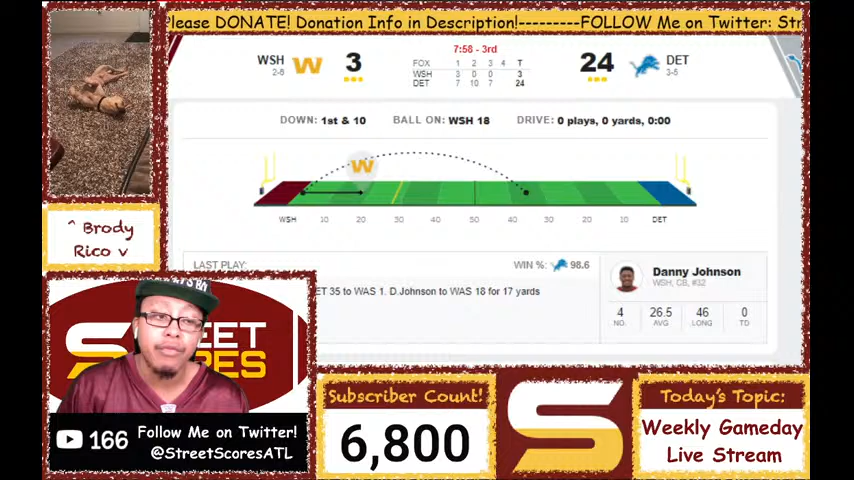 Please DONATE! Donation Info in Description!---------FOLLOW Me on Twitter: Str
WSH
2-6
W
3
7:58 - 3rd
FOX 1 2 3 4 T
WSH 3 0 0 3
DET 7 10 7 24
24
DET
3-5
DOWN: 1st & 10 BALL ON: WSH 18 DRIVE: 0 plays, 0 yards, 0:00
W
WSH 10 20 30 40 50 40 30 20 10 DET
^ Brody
Rico v
LAST PLAY:
WIN %: 98.6
ET 35 to WAS 1. D.Johnson to WAS 18 for 17 yards
Danny Johnson
WSH, CB, #32
4 26.5 46 0
NO. AVG LONG TD
STREET
SCORES
166
Follow Me on Twitter!
@StreetScoresATL
Subscriber Count!
6,800
S
Today's Topic:
Weekly Gameday
Live Stream